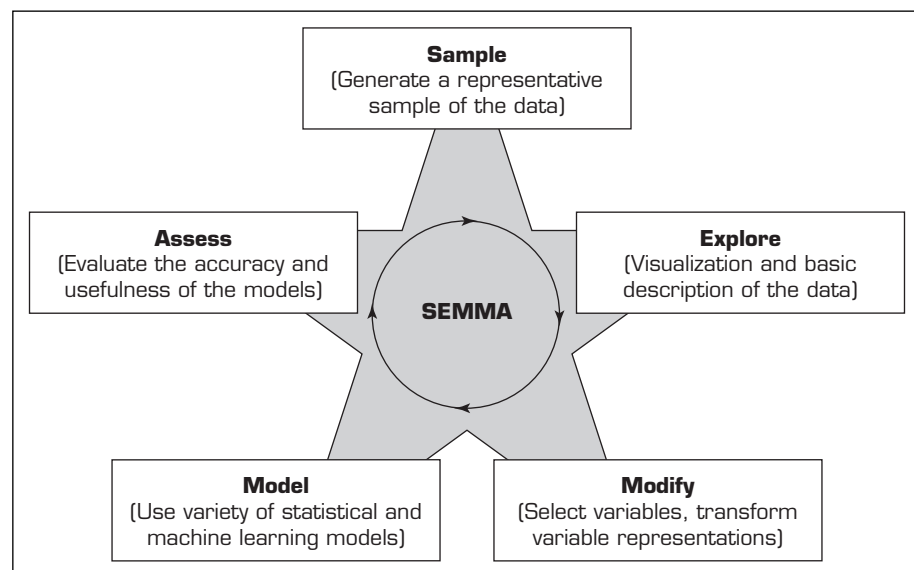 Sample
(Generate a representative
sample of the data)
Assess
(Evaluate the accuracy and
usefulness of the models)
Explore
(Visualization and basic
description of the data)
SEMMA
Model
(Use variety of statistical and
machine learning models)
Modify
(Select variables, transform
variable representations)